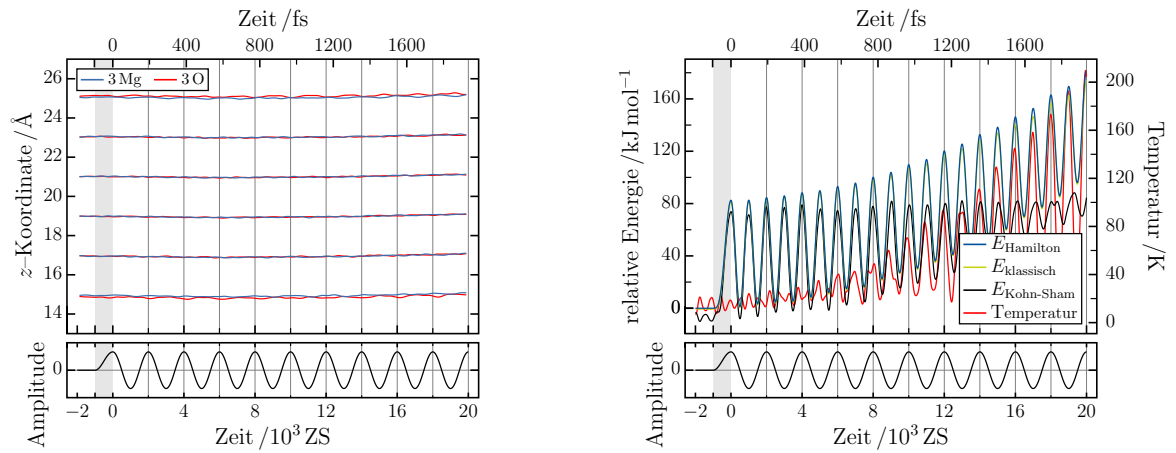 Zeit /fs
0 400 800 1200 1600
3 Mg 3 O
26
24
22
20
18
16
14
z–Koordinate / Å
0
Amplitude
−2 0 4 8 12 16 20
Zeit /10³ ZS
Zeit /fs
0 400 800 1200 1600
160
120
80
40
0
relative Energie /kJ mol⁻¹
200
160
120
80
40
0
Temperatur /K
E_Hamilton
E_klassisch
E_Kohn-Sham
Temperatur
0
Amplitude
−2 0 4 8 12 16 20
Zeit /10³ ZS